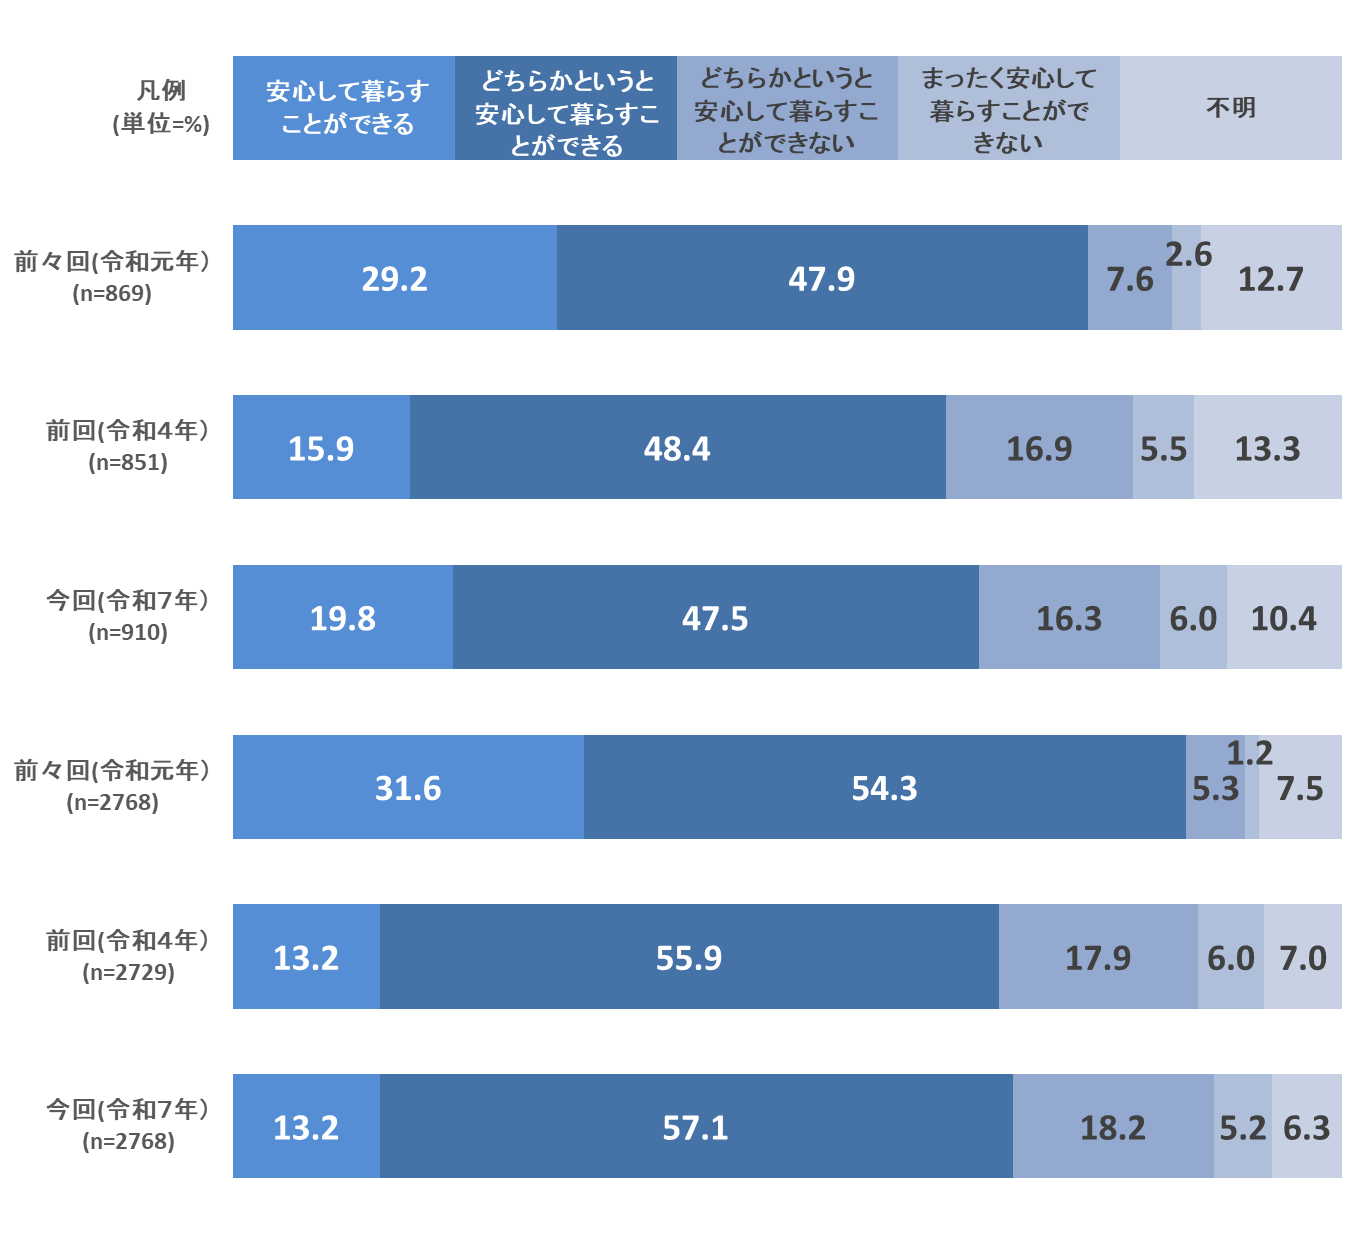 凡例
(単位=%)
安心して暮らす
ことができる
どちらかというと
安心して暮らすこ
とができる
どちらかというと
安心して暮らすこ
とができない
まったく安心して
暮らすことがで
きない
不明
前々回(令和元年)
(n=869)
29.2
47.9
7.6
2.6
12.7
前回(令和4年)
(n=851)
15.9
48.4
16.9
5.5
13.3
今回(令和7年)
(n=910)
19.8
47.5
16.3
6.0
10.4
前々回(令和元年)
(n=2768)
31.6
54.3
5.3
1.2
7.5
前回(令和4年)
(n=2729)
13.2
55.9
17.9
6.0
7.0
今回(令和7年)
(n=2768)
13.2
57.1
18.2
5.2
6.3